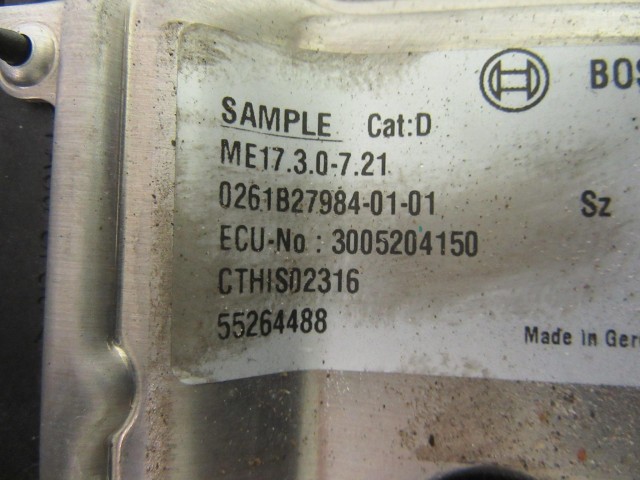 BOS
SAMPLE Cat:D
ME17.3.0-7.21
0261B27984-01-01 Sz
ECU-No : 3005204150
CTHIS02316
55264488
Made in Ger